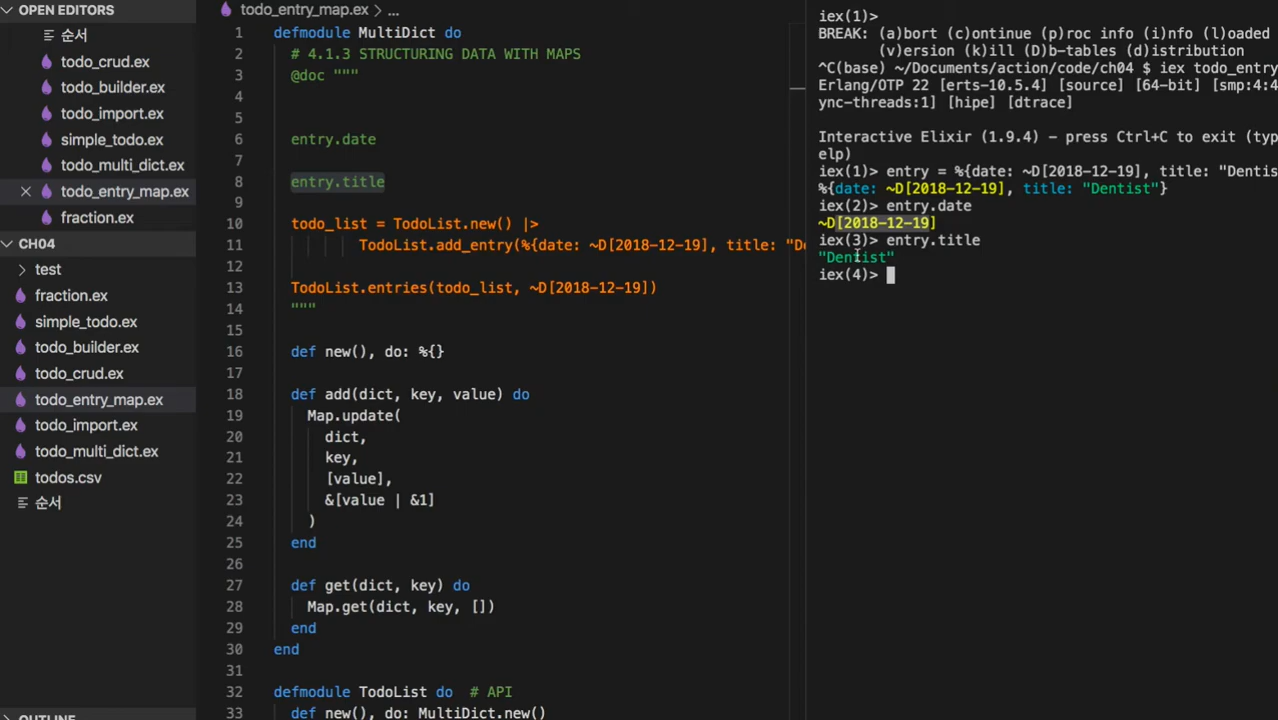 OPEN EDITORS
순서
todo_crud.ex
todo_builder.ex
todo_import.ex
simple_todo.ex
todo_multi_dict.ex
todo_entry_map.ex
fraction.ex
CH04
test
fraction.ex
simple_todo.ex
todo_builder.ex
todo_crud.ex
todo_entry_map.ex
todo_import.ex
todo_multi_dict.ex
todos.csv
순서
OUTLINE
todo_entry_map.ex > ...
1 defmodule MultiDict do
2 # 4.1.3 STRUCTURING DATA WITH MAPS
3 @doc """
4
5
6 entry.date
7
8 entry.title
9
10 todo_list = TodoList.new() |>
11 TodoList.add_entry(%{date: ~D[2018-12-19], title: "De
12
13 TodoList.entries(todo_list, ~D[2018-12-19])
14 """
15
16 def new(), do: %{}
17
18 def add(dict, key, value) do
19 Map.update(
20 dict,
21 key,
22 [value],
23 &[value | &1]
24 )
25 end
26
27 def get(dict, key) do
28 Map.get(dict, key, [])
29 end
30 end
31
32 defmodule TodoList do # API
33 def new(), do: MultiDict.new()
iex(1)>
BREAK: (a)bort (c)ontinue (p)roc info (i)nfo (l)oaded
(v)ersion (k)ill (D)b-tables (d)istribution
^C(base) ~/Documents/action/code/ch04 $ iex todo_entry
Erlang/OTP 22 [erts-10.5.4] [source] [64-bit] [smp:4:4
ync-threads:1] [hipe] [dtrace]
Interactive Elixir (1.9.4) - press Ctrl+C to exit (typ
elp)
iex(1)> entry = %{date: ~D[2018-12-19], title: "Dentis
%{date: ~D[2018-12-19], title: "Dentist"}
iex(2)> entry.date
~D[2018-12-19]
iex(3)> entry.title
"Dentist"
iex(4)>